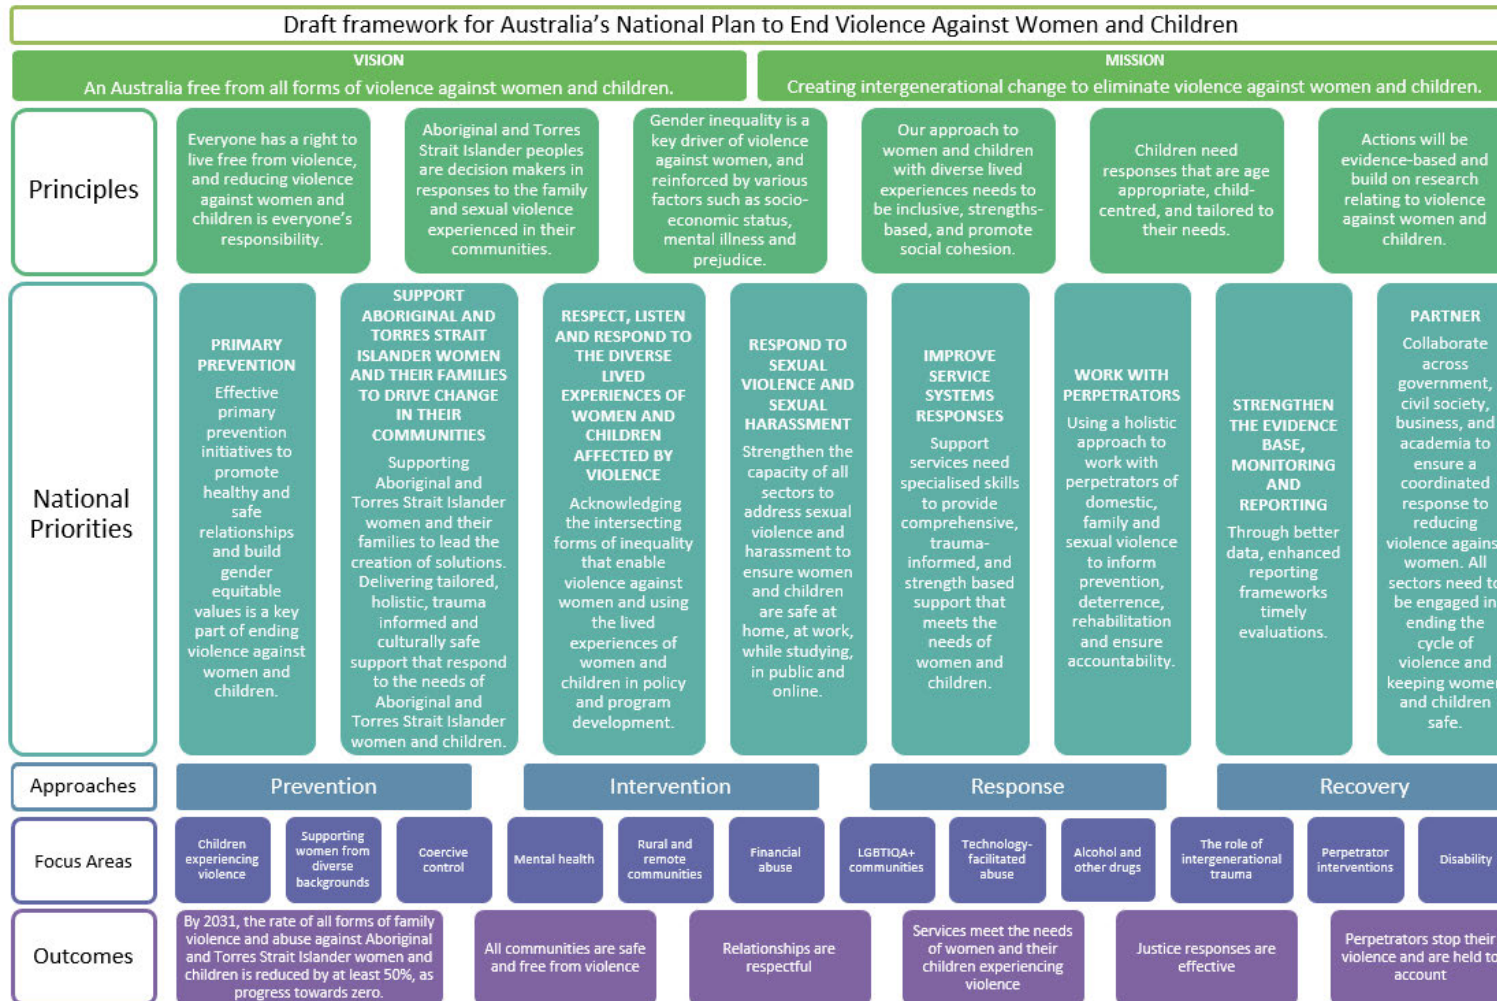 Draft framework for Australia's National Plan to End Violence Against Women and Children
VISION
An Australia free from all forms of violence against women and children.
MISSION
Creating intergenerational change to eliminate violence against women and children.
Principles
Everyone has a right to
live free from violence,
and reducing violence
against women and
children is everyone's
responsibility.
Aboriginal and Torres
Strait Islander peoples
are decision makers in
responses to the family
and sexual violence
experienced in their
communities.
Gender inequality is a
key driver of violence
against women, and
reinforced by various
factors such as socio-
economic status,
mental illness and
prejudice.
Our approach to
women and children
with diverse lived
experiences needs to
be inclusive, strengths-
based, and promote
social cohesion.
Children need
responses that are age
appropriate, child-
centred, and tailored to
their needs.
Actions will be
evidence-based and
build on research
relating to violence
against women and
children.
National
Priorities
PRIMARY
PREVENTION
Effective
primary
prevention
initiatives to
promote
healthy and
safe
relationships
and build
gender
equitable
values is a key
part of ending
violence against
women and
children.
SUPPORT
ABORIGINAL AND
TORRES STRAIT
ISLANDER WOMEN
AND THEIR FAMILIES
TO DRIVE CHANGE
IN THEIR
COMMUNITIES
Supporting
Aboriginal and
Torres Strait Islander
women and their
families to lead the
creation of solutions.
Delivering tailored,
holistic, trauma
informed and
culturally safe
support that respond
to the needs of
Aboriginal and
Torres Strait Islander
women and children.
RESPECT, LISTEN
AND RESPOND TO
THE DIVERSE
LIVED
EXPERIENCES OF
WOMEN AND
CHILDREN
AFFECTED BY
VIOLENCE
Acknowledging
the intersecting
forms of inequality
that enable
violence against
women and using
the lived
experiences of
women and
children in policy
and program
development.
RESPOND TO
SEXUAL
VIOLENCE AND
SEXUAL
HARASSMENT
Strengthen the
capacity of all
sectors to
address sexual
violence and
harassment to
ensure women
and children
are safe at
home, at work,
while studying,
in public and
online.
IMPROVE
SERVICE
SYSTEMS
RESPONSES
Support
services need
specialised skills
to provide
comprehensive,
trauma-
informed, and
strength based
support that
meets the
needs of
women and
children.
WORK WITH
PERPETRATORS
Using a holistic
approach to
work with
perpetrators of
domestic,
family and
sexual violence
to inform
prevention,
deterrence,
rehabilitation
and ensure
accountability.
STRENGTHEN
THE EVIDENCE
BASE,
MONITORING
AND
REPORTING
Through better
data, enhanced
reporting
frameworks
timely
evaluations.
PARTNER
Collaborate
across
government,
civil society,
business, and
academia to
ensure a
coordinated
response to
reducing
violence against
women. All
sectors need to
be engaged in
ending the
cycle of
violence and
keeping women
and children
safe.
Approaches
Prevention
Intervention
Response
Recovery
Focus Areas
Children
experiencing
violence
Supporting
women from
diverse
backgrounds
Coercive
control
Mental health
Rural and
remote
communities
Financial
abuse
LGBTIQA+
communities
Technology-
facilitated
abuse
Alcohol and
other drugs
The role of
intergenerational
trauma
Perpetrator
interventions
Disability
Outcomes
By 2031, the rate of all forms of family
violence and abuse against Aboriginal
and Torres Strait Islander women and
children is reduced by at least 50%, as
progress towards zero.
All communities are safe
and free from violence
Relationships are
respectful
Services meet the needs
of women and their
children experiencing
violence
Justice responses are
effective
Perpetrators stop their
violence and are held to
account